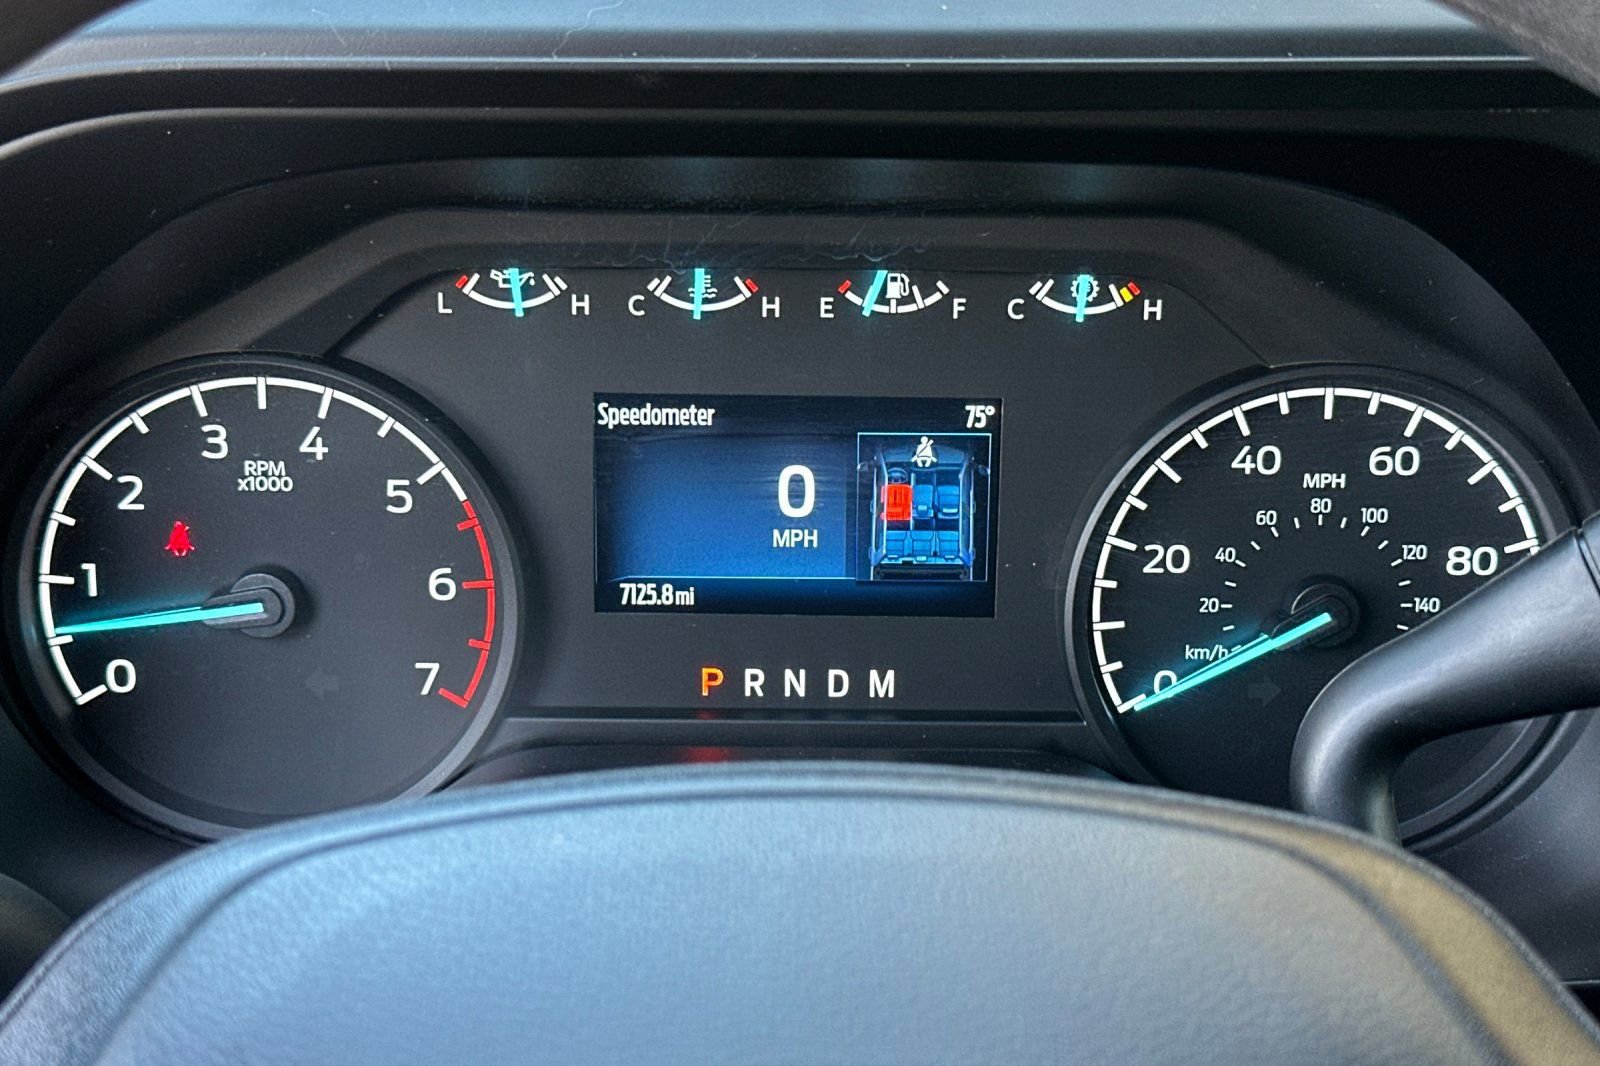 L H C H E F C H
Speedometer 75°
0
MPH
7125.8 mi
P R N D M
0 1 2 3 4 5 6 7
RPM
x1000
0 20 40 60 80
MPH
20 40 60 80 100 120 140
km/h